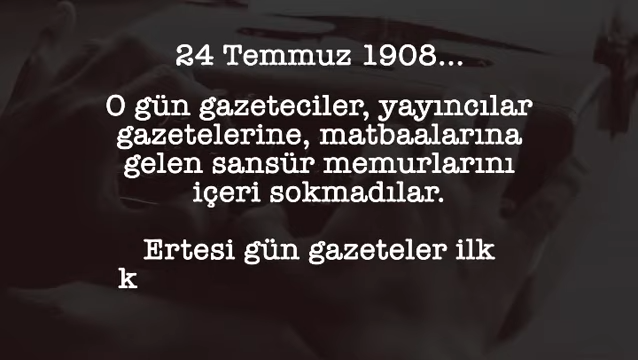 24 Temmuz 1908...
O gün gazeteciler, yayıncılar
gazetelerine, matbaalarına
gelen sansür memurlarını
içeri sokmadılar.
Ertesi gün gazeteler ilk
k